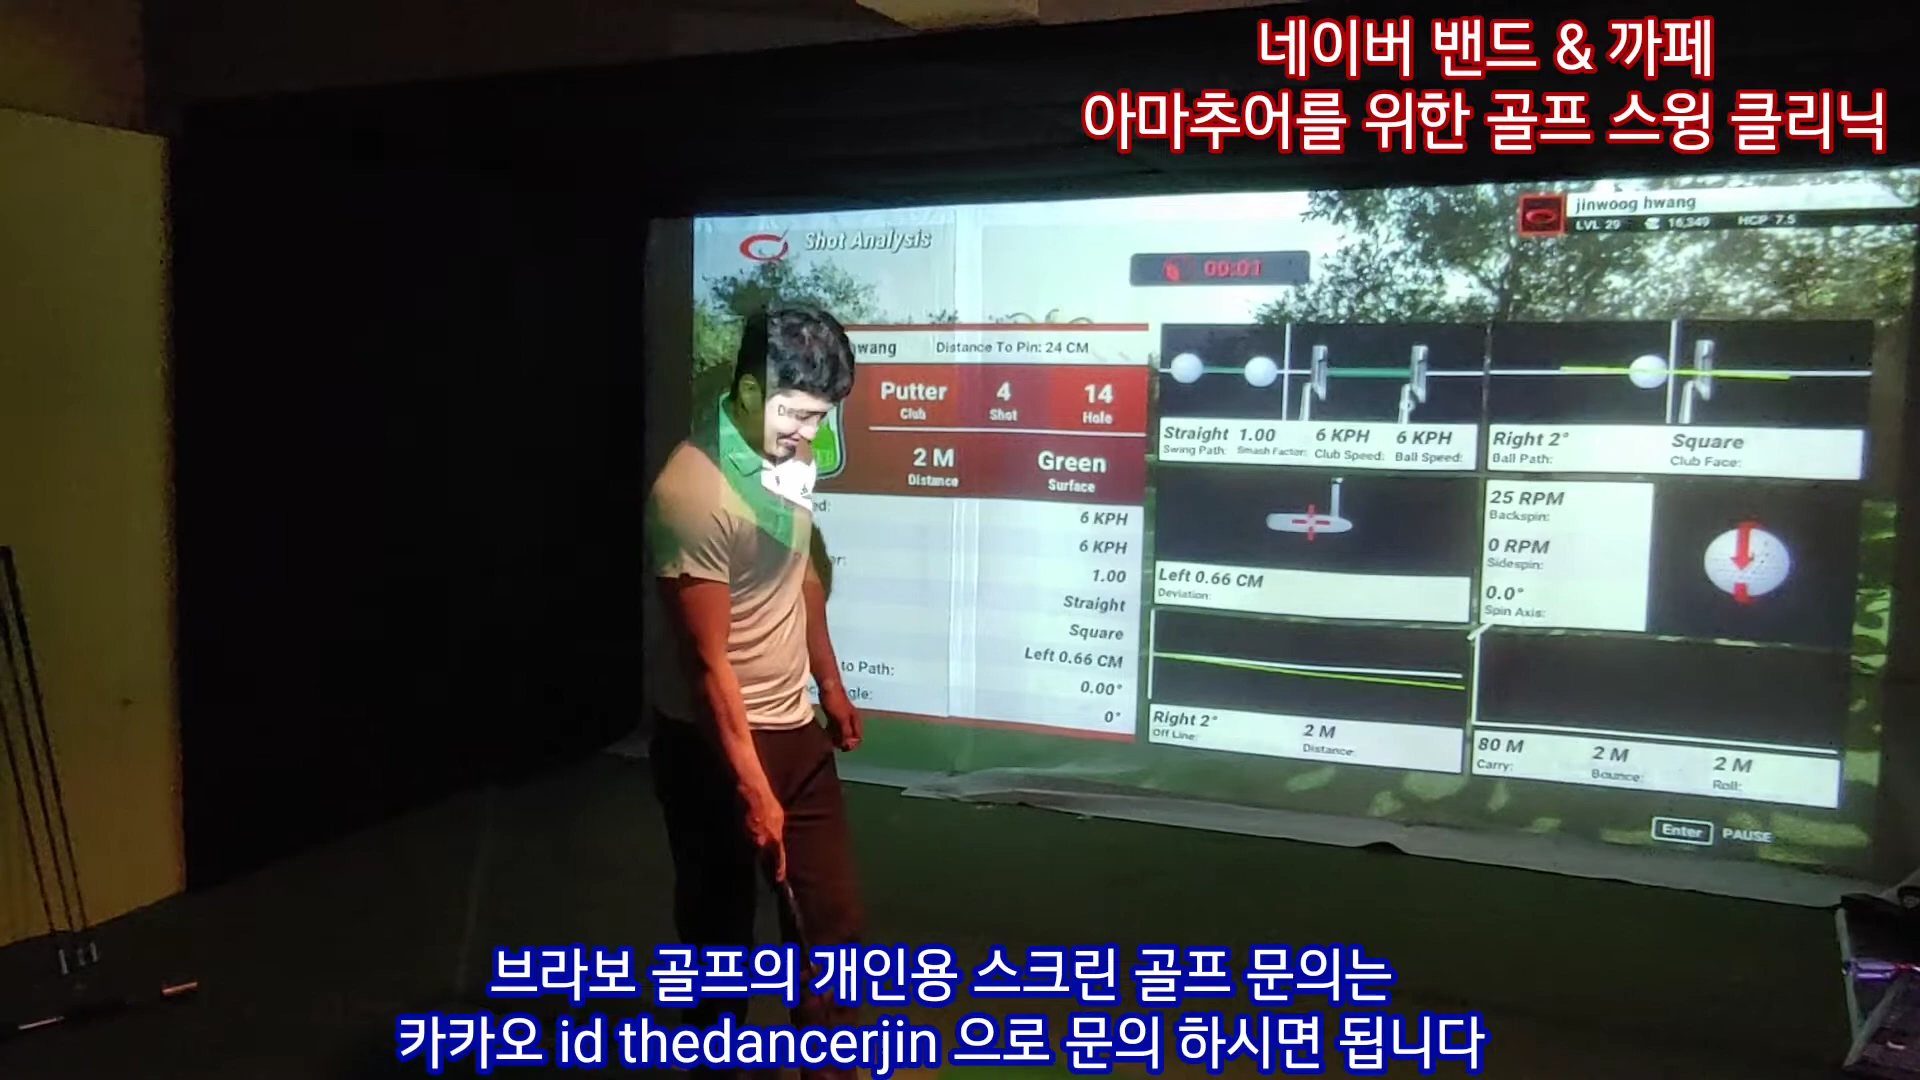 네이버 밴드 & 까페
아마추어를 위한 골프 스윙 클리닉
jinwoog hwang
LVL 29 16,349 HCP 7.5
Shot Analysis
00:01
wang Distance To Pin: 24 CM
Putter 4 14
Club Shot Hole
2 M Green
Distance Surface
6 KPH
6 KPH
1.00
Straight
Square
Left 0.66 CM
to Path: 0.00°
0°
Straight 1.00 6 KPH 6 KPH
Swing Path: Smash Factor: Club Speed: Ball Speed:
Right 2° Square
Ball Path: Club Face:
Left 0.66 CM
Deviation:
25 RPM
Backspin:
0 RPM
Sidespin:
0.0°
Spin Axis:
Right 2° 2 M
Off Line: Distance:
80 M 2 M 2 M
Carry: Bounce: Roll:
Enter PAUSE
브라보 골프의 개인용 스크린 골프 문의는
카카오 id thedancerjin 으로 문의 하시면 됩니다